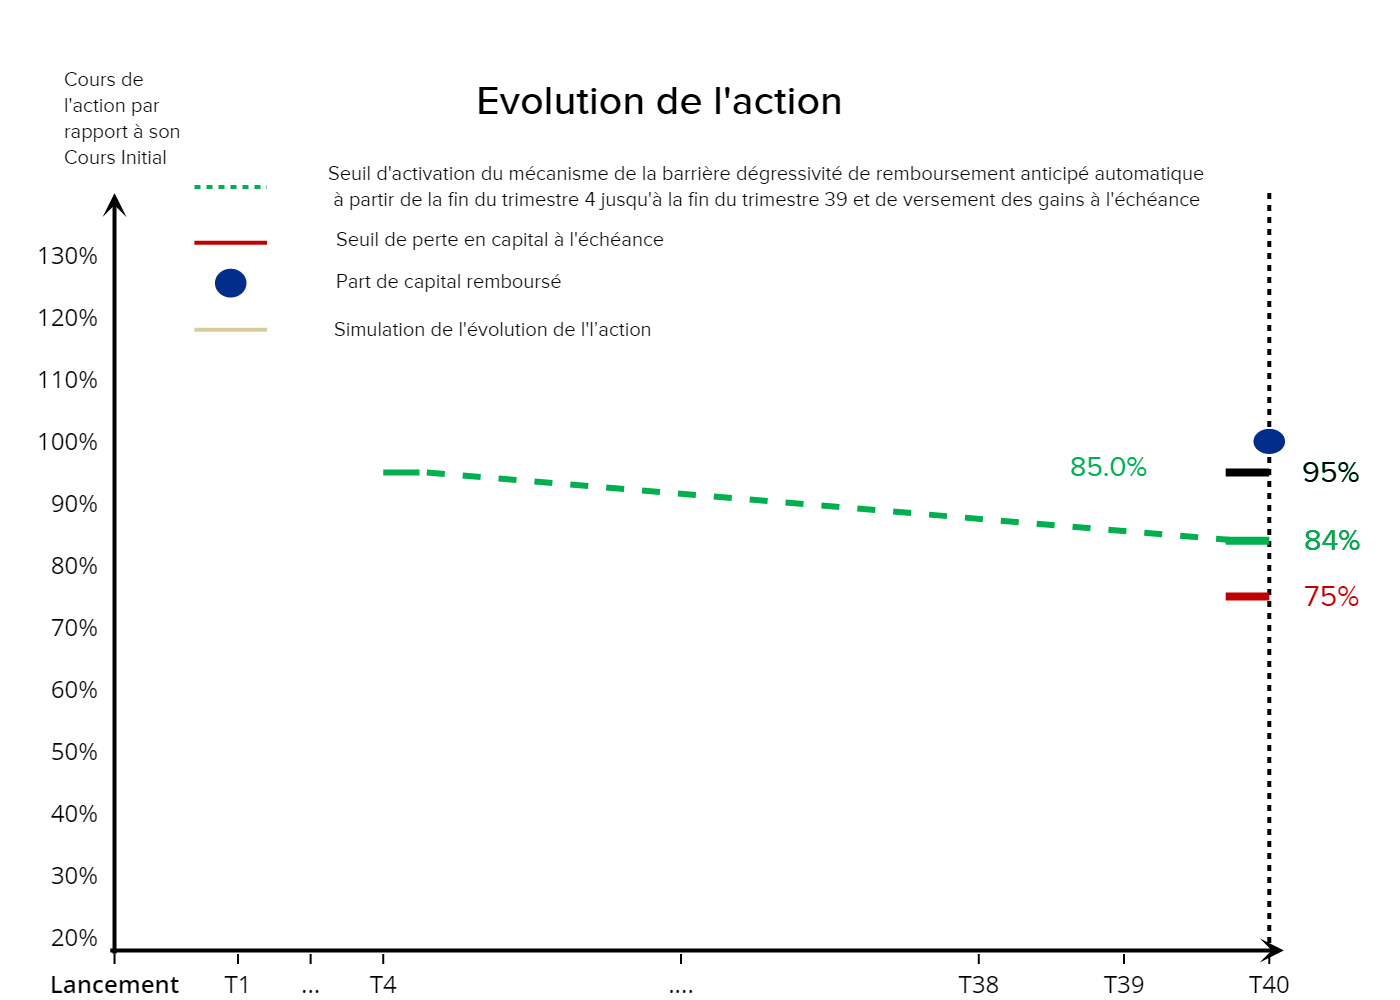 Cours de
l'action par
rapport à son
Cours Initial
Evolution de l'action
Seuil d'activation du mécanisme de la barrière dégressivité de remboursement anticipé automatique
à partir de la fin du trimestre 4 jusqu'à la fin du trimestre 39 et de versement des gains à l'échéance
Seuil de perte en capital à l'échéance
Part de capital remboursé
Simulation de l'évolution de l'l’action
130%
120%
110%
100%
90%
80%
70%
60%
50%
40%
30%
20%
85.0%
95%
84%
75%
Lancement T1 ... T4 .... T38 T39 T40